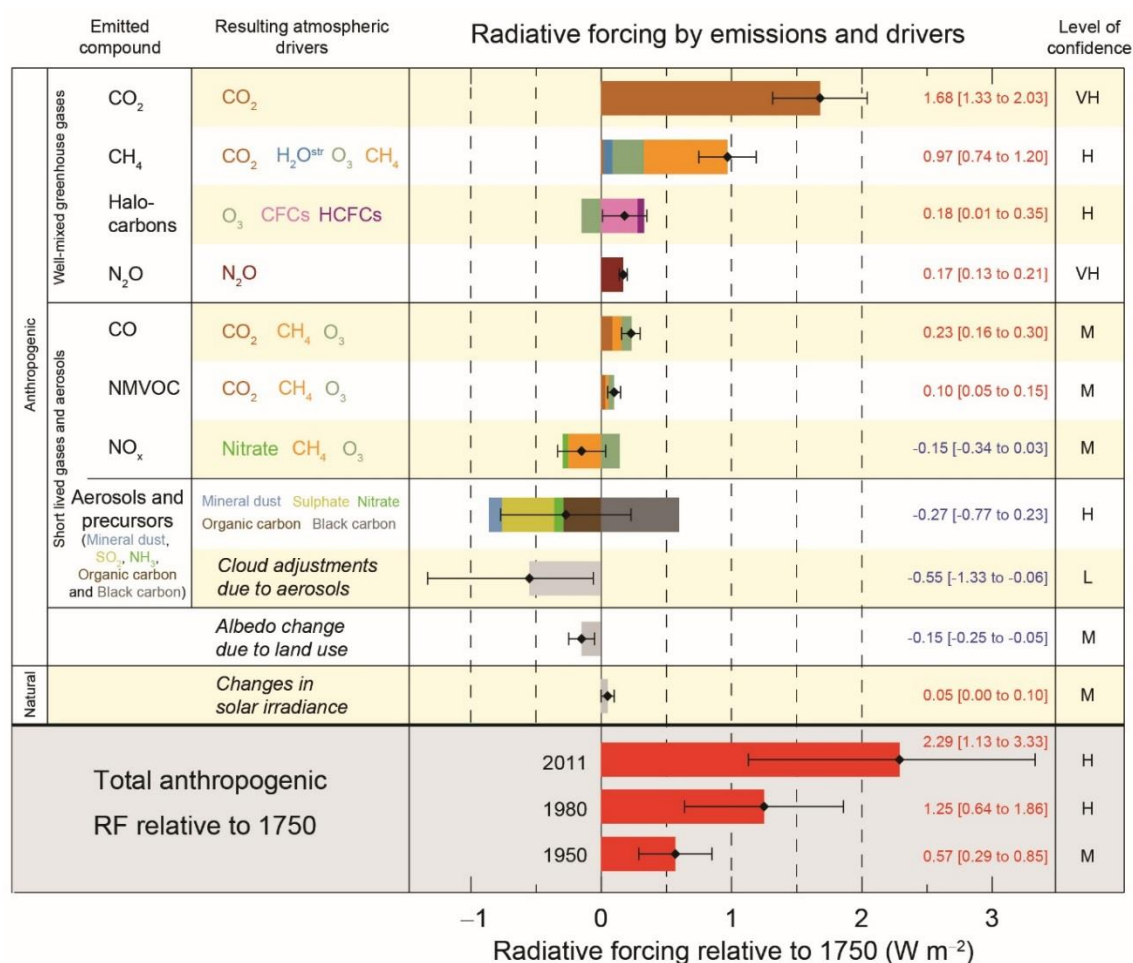 Emitted compound
Resulting atmospheric drivers
Radiative forcing by emissions and drivers
Level of confidence
Anthropogenic
Well-mixed greenhouse gases
CO₂
CO₂
1.68 [1.33 to 2.03]
VH
CH₄
CO₂ H₂Oˢᵗʳ O₃ CH₄
0.97 [0.74 to 1.20]
H
Halo-
carbons
O₃ CFCs HCFCs
0.18 [0.01 to 0.35]
H
N₂O
N₂O
0.17 [0.13 to 0.21]
VH
Short lived gases and aerosols
CO
CO₂ CH₄ O₃
0.23 [0.16 to 0.30]
M
NMVOC
CO₂ CH₄ O₃
0.10 [0.05 to 0.15]
M
NOₓ
Nitrate CH₄ O₃
-0.15 [-0.34 to 0.03]
M
Aerosols and
precursors
(Mineral dust,
SO₂, NH₃,
Organic carbon
and Black carbon)
Mineral dust Sulphate Nitrate
Organic carbon Black carbon
-0.27 [-0.77 to 0.23]
H
Cloud adjustments
due to aerosols
-0.55 [-1.33 to -0.06]
L
Albedo change
due to land use
-0.15 [-0.25 to -0.05]
M
Natural
Changes in
solar irradiance
0.05 [0.00 to 0.10]
M
Total anthropogenic
RF relative to 1750
2011
2.29 [1.13 to 3.33]
H
1980
1.25 [0.64 to 1.86]
H
1950
0.57 [0.29 to 0.85]
M
−1 0 1 2 3
Radiative forcing relative to 1750 (W m⁻²)